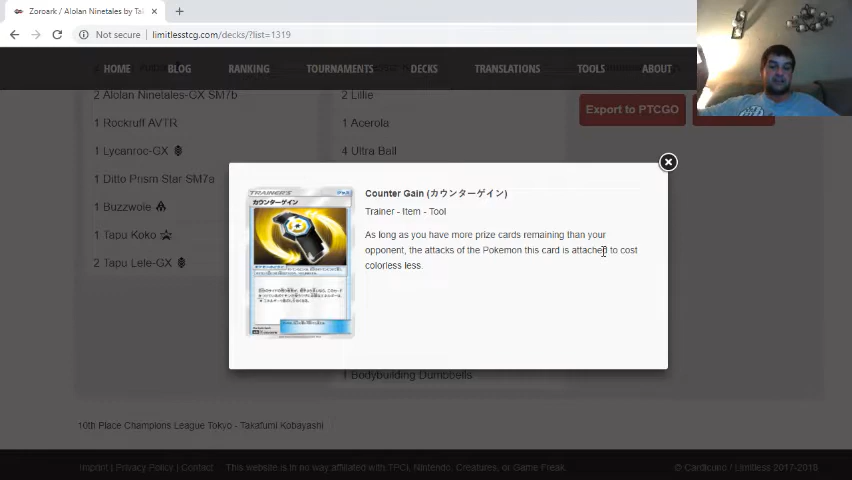 Zoroark / Alolan Ninetales by Tak
Not secure
limitlesstcg.com/decks/?list=1319
HOME BLOG RANKING TOURNAMENTS DECKS TRANSLATIONS TOOLS ABOUT
2 Alolan Ninetales-GX SM7b
2 Lillie
Export to PTCGO
1 Rockruff AVTR
1 Acerola
1 Lycanroc-GX
4 Ultra Ball
1 Ditto Prism Star SM7a
1 Buzzwole
1 Tapu Koko
2 Tapu Lele-GX
TRAINER'S
カウンターゲイン
Counter Gain (カウンターゲイン)
Trainer - Item - Tool
As long as you have more prize cards remaining than your
opponent, the attacks of the Pokemon this card is attached to cost
colorless less.
1 Bodybuilding Dumbbells
16th Place Champions League Tokyo - Takafumi Kobayashi
Imprint | Privacy Policy | Contact
This website is in no way affiliated with TPCi, Nintendo, Creatures, or Game Freak.
© Cardicuno / Limitless 2017-2018